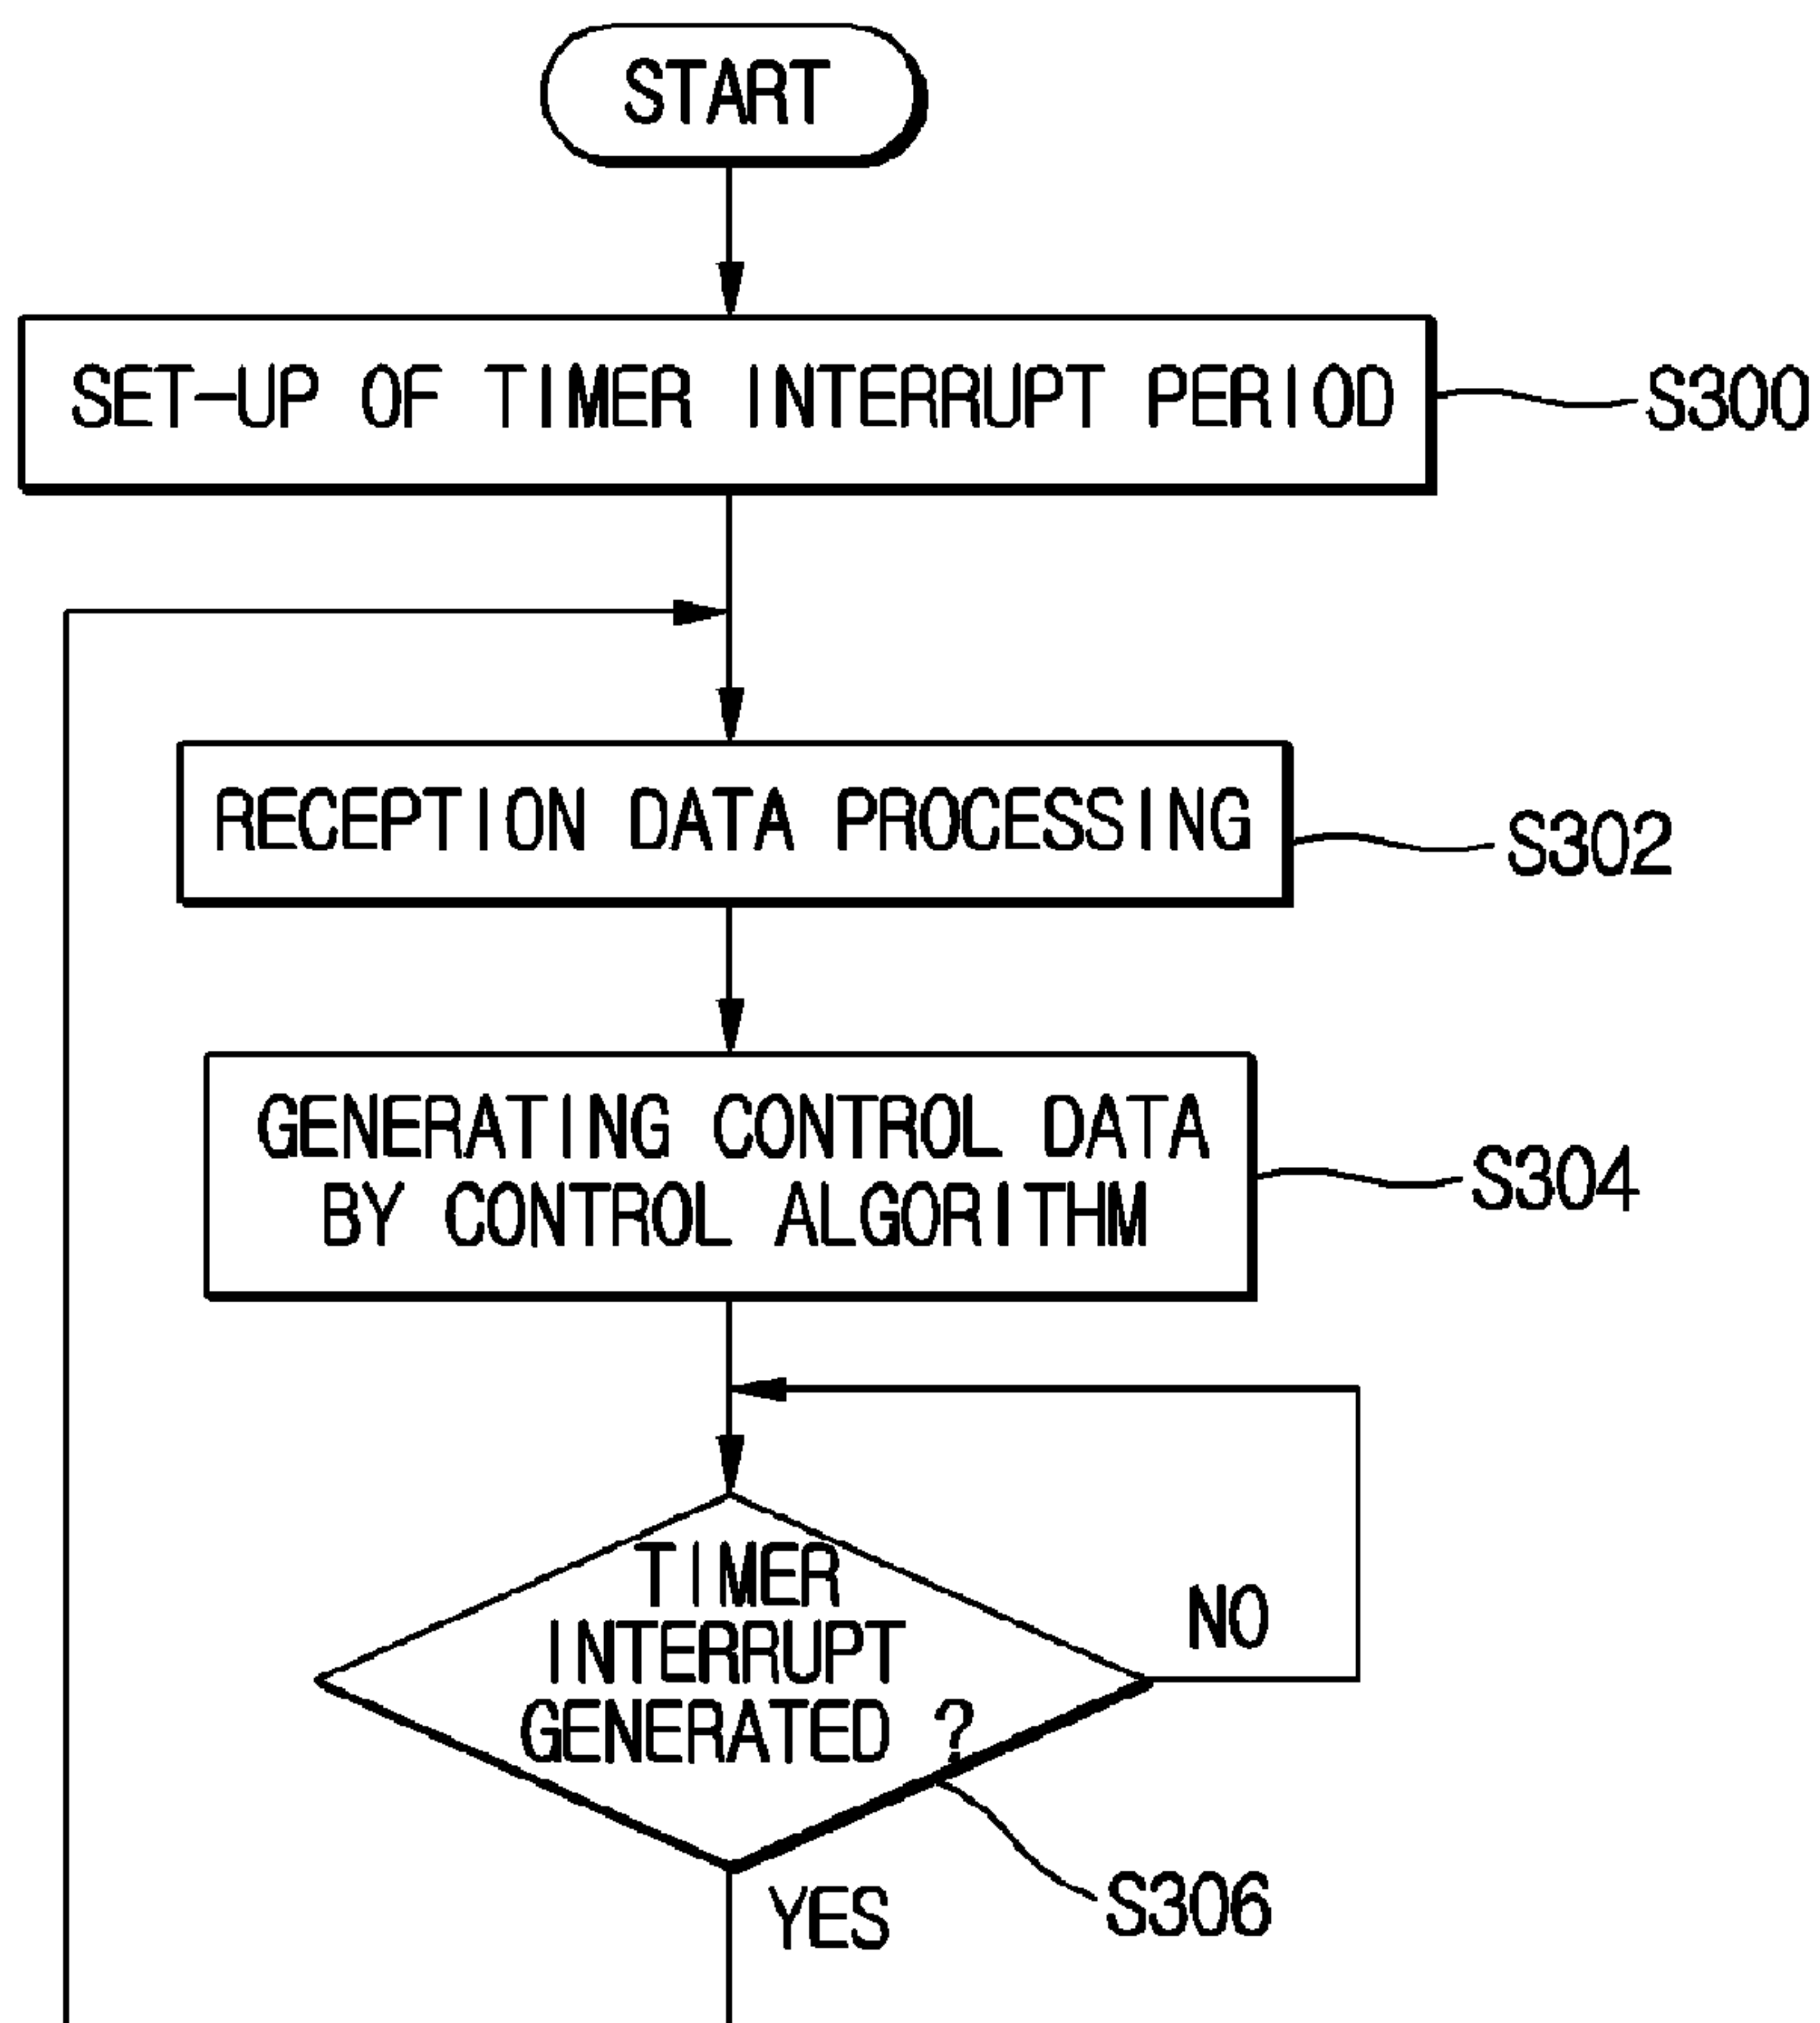 START
SET-UP OF TIMER INTERRUPT PERIOD
S300
RECEPTION DATA PROCESSING
S302
GENERATING CONTROL DATA
BY CONTROL ALGORITHM
S304
TIMER
INTERRUPT
GENERATED ?
NO
YES
S306